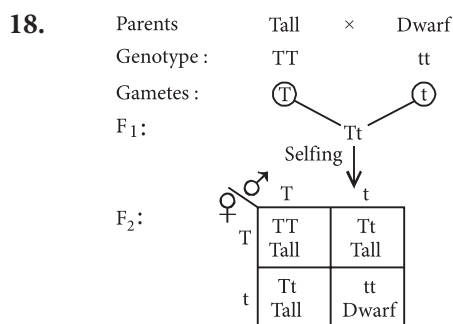 18. Parents Tall × Dwarf
Genotype : TT tt
Gametes : T t
F1: Tt
Selfing
♀ ♂ T t
F2:
T TT Tall Tt Tall
t Tt Tall tt Dwarf